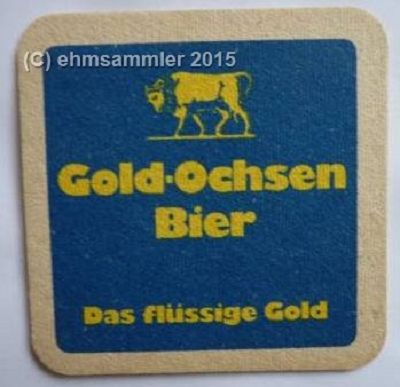 (C) ehmsammler 2015
Gold-Ochsen
Bier
Das flüssige Gold